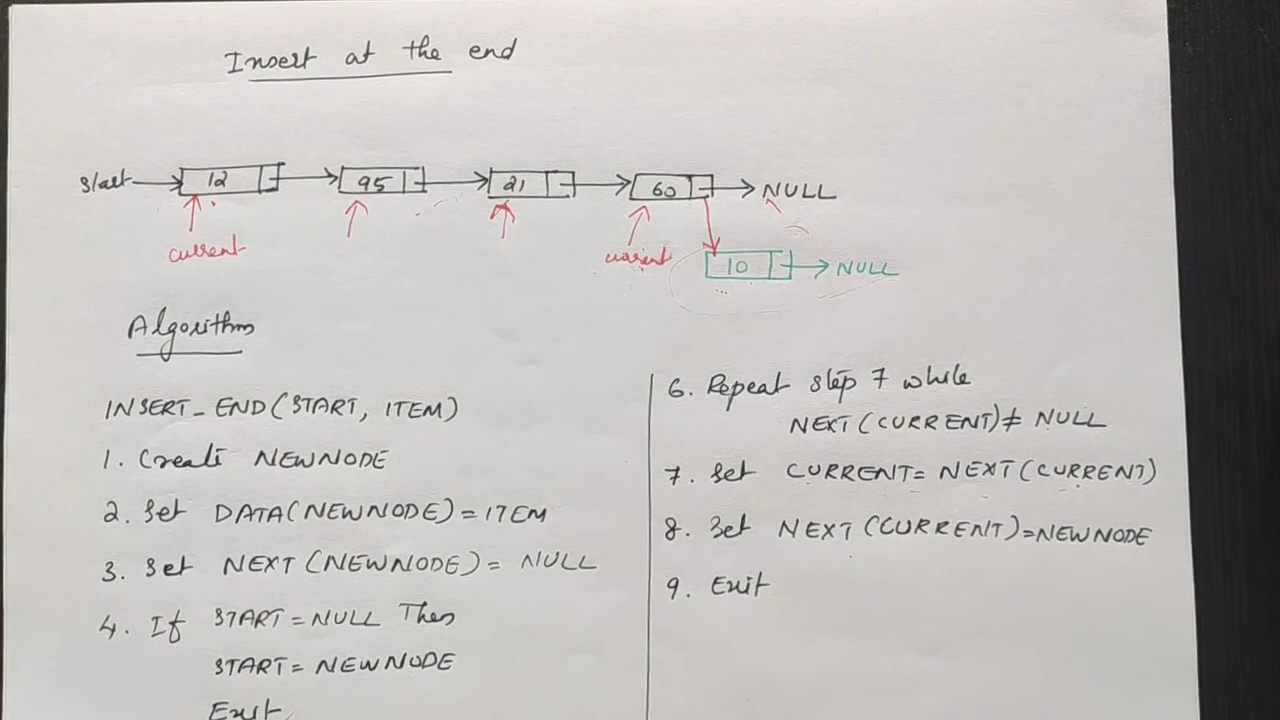 Insert at the end
Start 12 95 21 60 NULL
current current
10 NULL
Algorithm
INSERT_END(START, ITEM)
1. Create NEWNODE
2. Set DATA(NEWNODE) = ITEM
3. Set NEXT(NEWNODE) = NULL
4. If START = NULL Then
START = NEWNODE
Exit
6. Repeat step 7 while
NEXT(CURRENT) ≠ NULL
7. Set CURRENT = NEXT(CURRENT)
8. Set NEXT(CURRENT) = NEWNODE
9. Exit